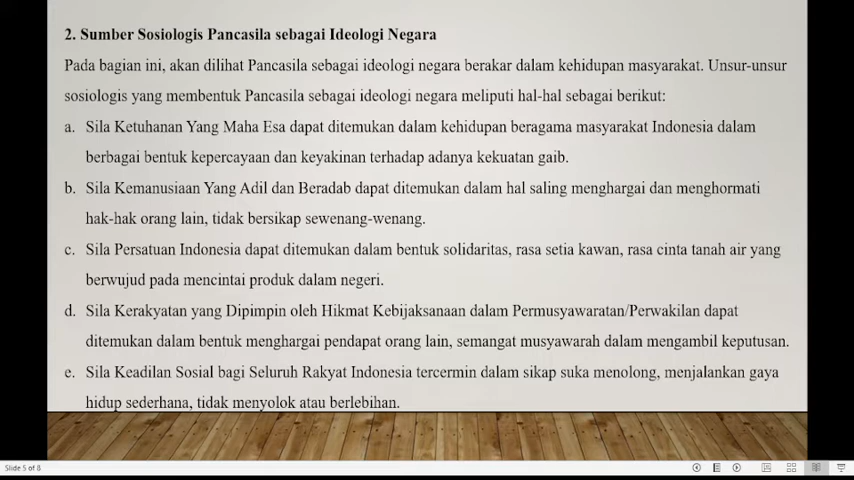 2. Sumber Sosiologis Pancasila sebagai Ideologi Negara
Pada bagian ini, akan dilihat Pancasila sebagai ideologi negara berakar dalam kehidupan masyarakat. Unsur-unsur
sosiologis yang membentuk Pancasila sebagai ideologi negara meliputi hal-hal sebagai berikut:
a. Sila Ketuhanan Yang Maha Esa dapat ditemukan dalam kehidupan beragama masyarakat Indonesia dalam
berbagai bentuk kepercayaan dan keyakinan terhadap adanya kekuatan gaib.
b. Sila Kemanusiaan Yang Adil dan Beradab dapat ditemukan dalam hal saling menghargai dan menghormati
hak-hak orang lain, tidak bersikap sewenang-wenang.
c. Sila Persatuan Indonesia dapat ditemukan dalam bentuk solidaritas, rasa setia kawan, rasa cinta tanah air yang
berwujud pada mencintai produk dalam negeri.
d. Sila Kerakyatan yang Dipimpin oleh Hikmat Kebijaksanaan dalam Permusyawaratan/Perwakilan dapat
ditemukan dalam bentuk menghargai pendapat orang lain, semangat musyawarah dalam mengambil keputusan.
e. Sila Keadilan Sosial bagi Seluruh Rakyat Indonesia tercermin dalam sikap suka menolong, menjalankan gaya
hidup sederhana, tidak menyolok atau berlebihan.
Slide 5 of 8